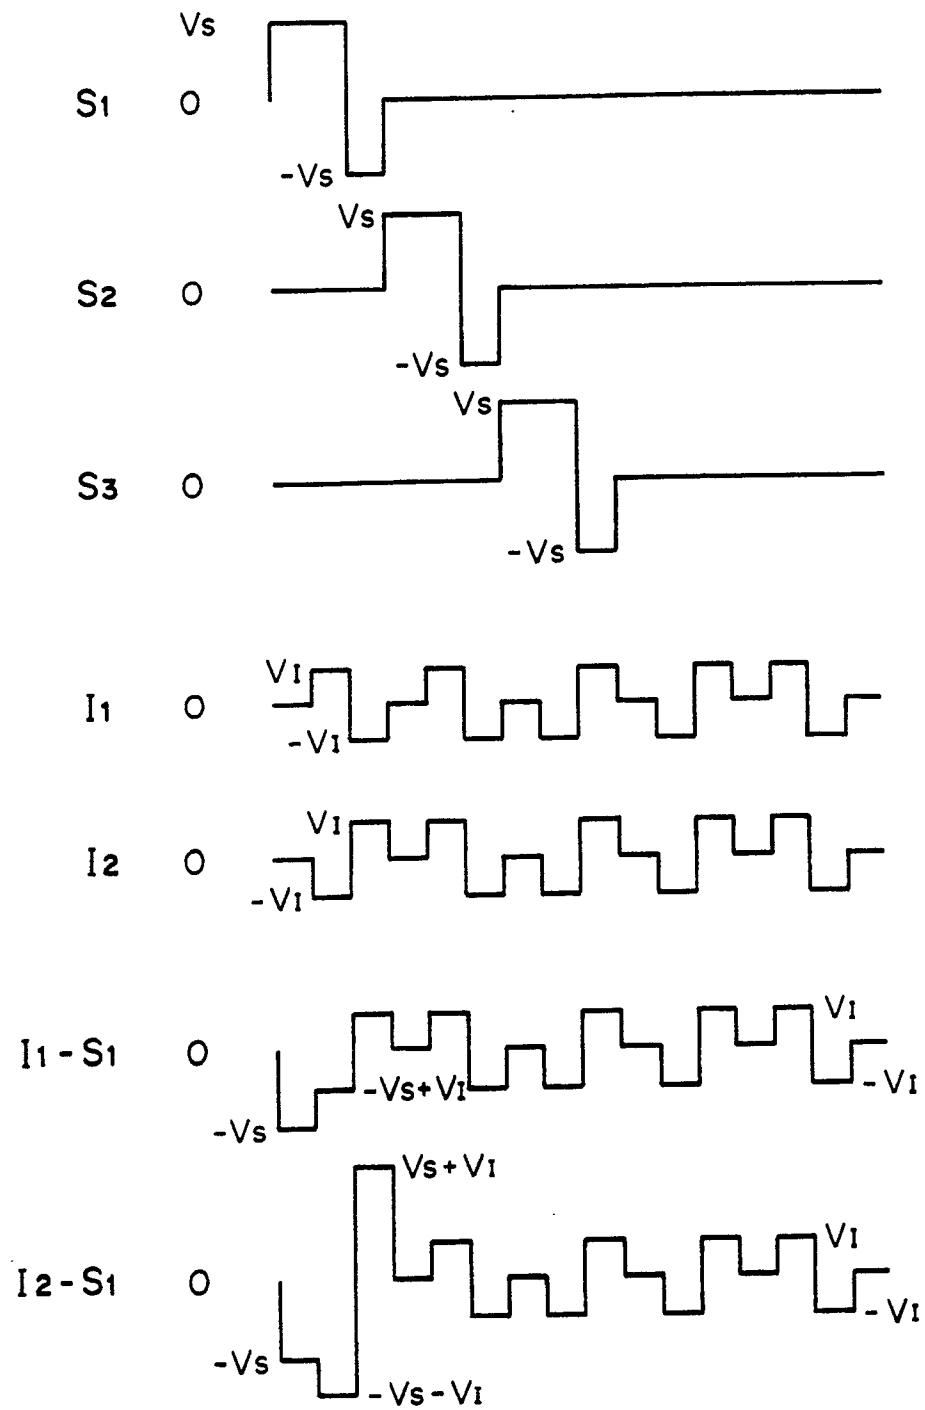 Vs
S1 0
-Vs
Vs
S2 0
-Vs
Vs
S3 0
-Vs
VI
I1 0
-VI
VI
I2 0
-VI
VI
I1-S1 0
-Vs+VI
-VI
-Vs
Vs+VI
VI
I2-S1 0
-VI
-Vs
-Vs-VI